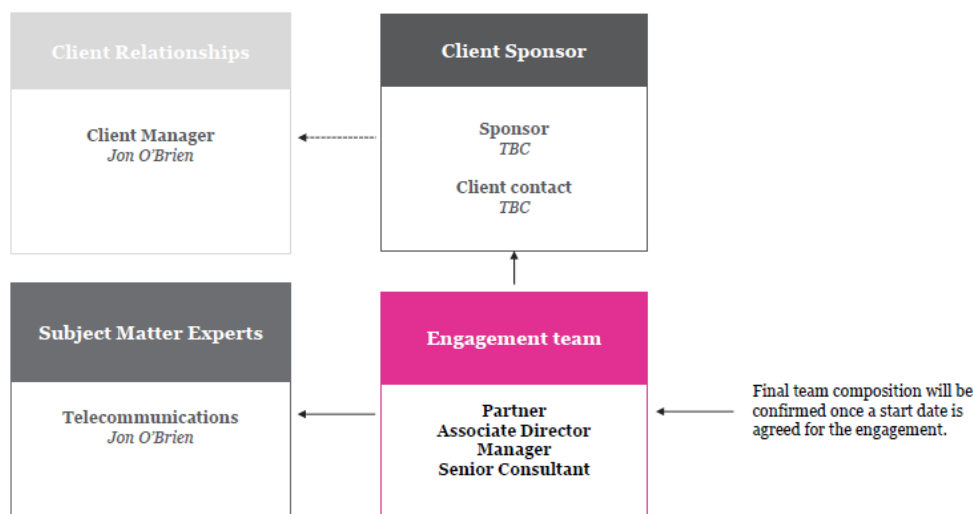 Client Relationships
Client Manager
Jon O'Brien
Client Sponsor
Sponsor
TBC
Client contact
TBC
Subject Matter Experts
Telecommunications
Jon O'Brien
Engagement team
Partner
Associate Director
Manager
Senior Consultant
Final team composition will be
confirmed once a start date is
agreed for the engagement.